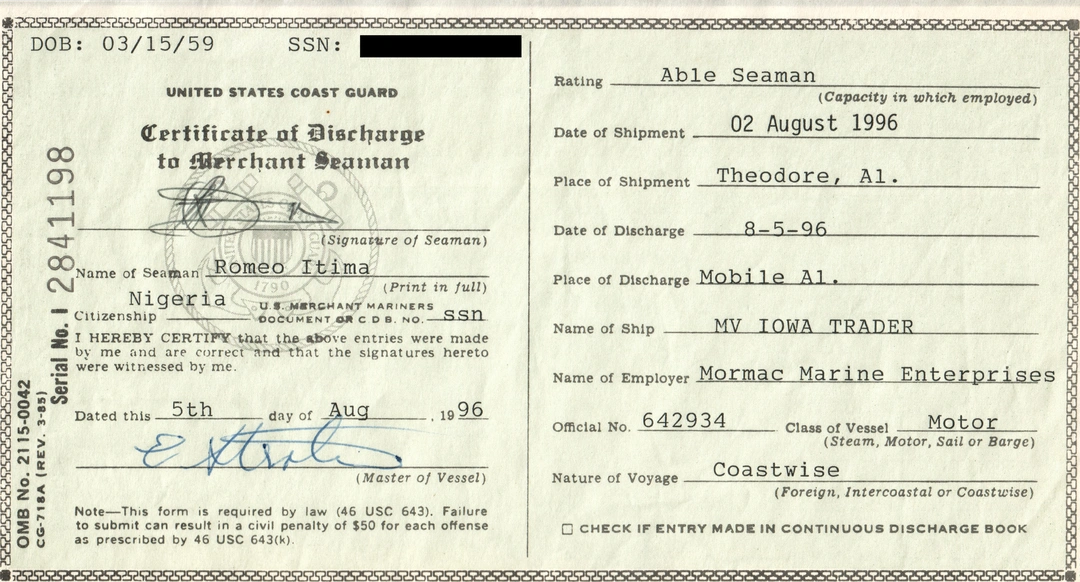 DOB: 03/15/59 SSN:
UNITED STATES COAST GUARD
Certificate of Discharge
to Merchant Seaman
(Signature of Seaman)
Name of Seaman Romeo Itima
(Print in full)
Nigeria U.S. MERCHANT MARINERS
Citizenship DOCUMENT OR C D B. NO. ssn
1790
I HEREBY CERTIFY that the above entries were made
by me and are correct and that the signatures hereto
were witnessed by me.
Dated this 5th day of Aug , 1996
(Master of Vessel)
Note—This form is required by law (46 USC 643). Failure
to submit can result in a civil penalty of $50 for each offense
as prescribed by 46 USC 643(k).
OMB No. 2115-0042
CG-718A (REV. 3-85)
Serial No. I 2841198
Rating Able Seaman
(Capacity in which employed)
Date of Shipment 02 August 1996
Place of Shipment Theodore, Al.
Date of Discharge 8-5-96
Place of Discharge Mobile Al.
Name of Ship MV IOWA TRADER
Name of Employer Mormac Marine Enterprises
Official No. 642934 Class of Vessel Motor
(Steam, Motor, Sail or Barge)
Nature of Voyage Coastwise
(Foreign, Intercoastal or Coastwise)
☐ CHECK IF ENTRY MADE IN CONTINUOUS DISCHARGE BOOK